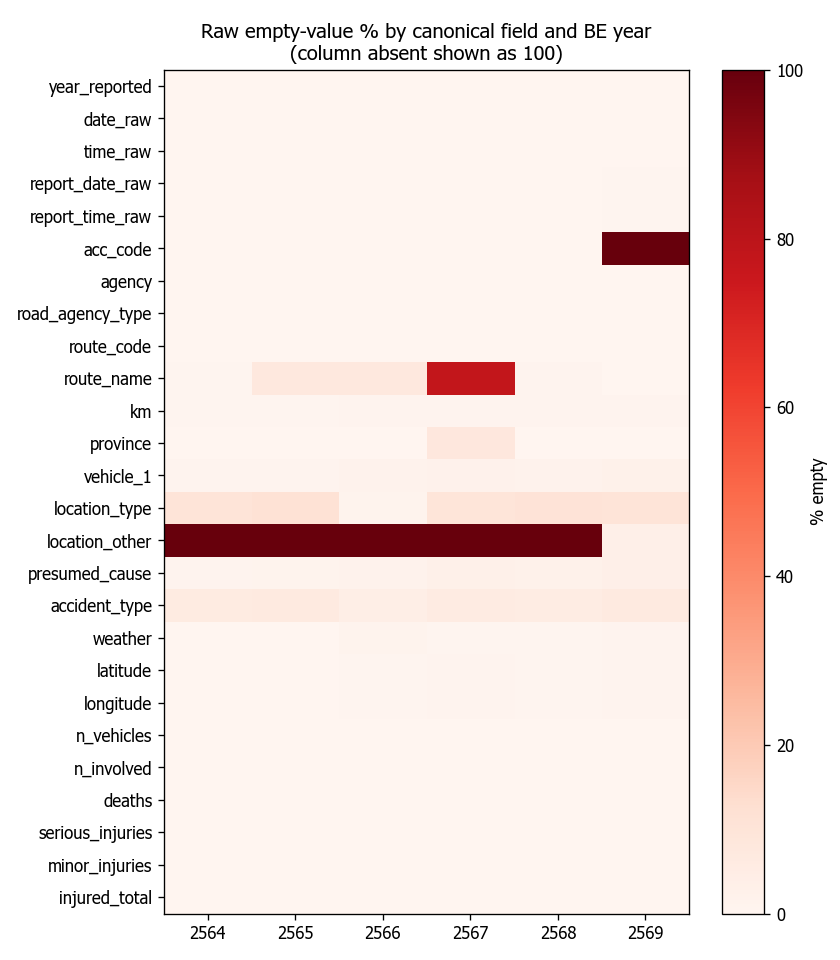 Raw empty-value % by canonical field and BE year
(column absent shown as 100)
year_reported
date_raw
time_raw
report_date_raw
report_time_raw
acc_code
agency
road_agency_type
route_code
route_name
km
province
vehicle_1
location_type
location_other
presumed_cause
accident_type
weather
latitude
longitude
n_vehicles
n_involved
deaths
serious_injuries
minor_injuries
injured_total
2564 2565 2566 2567 2568 2569
100
80
60
40
20
0
% empty